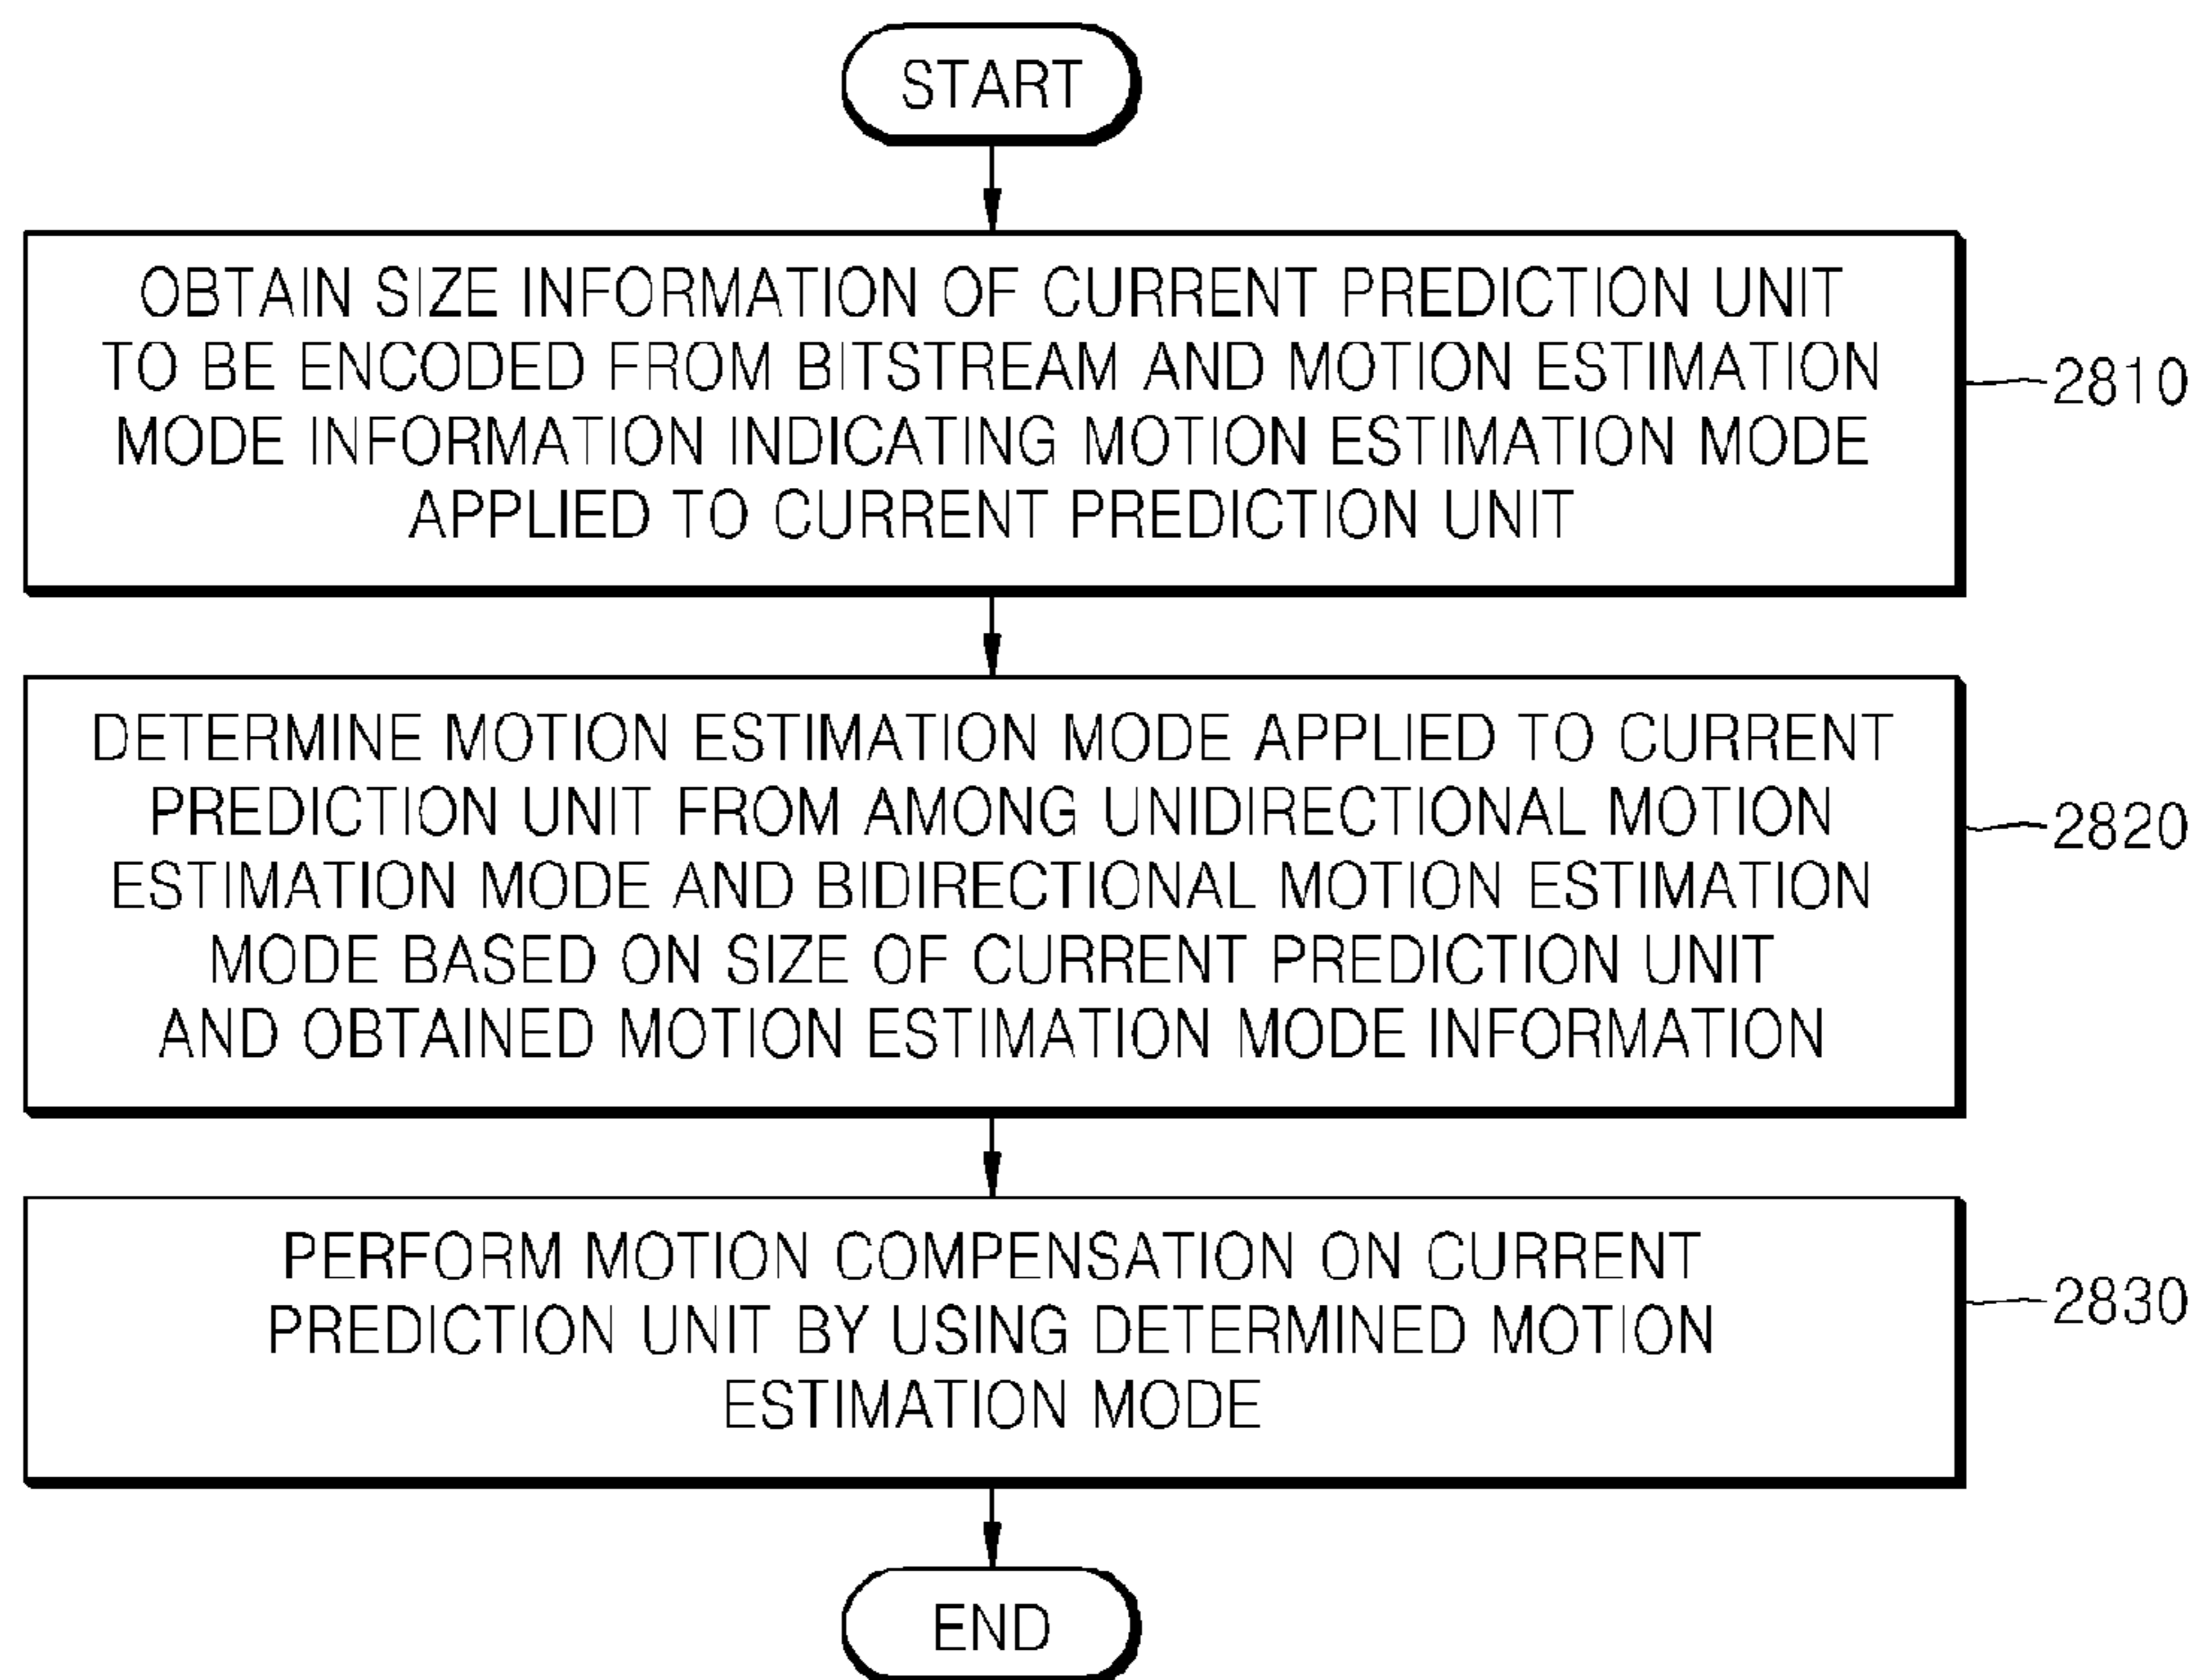 START
OBTAIN SIZE INFORMATION OF CURRENT PREDICTION UNIT
TO BE ENCODED FROM BITSTREAM AND MOTION ESTIMATION
MODE INFORMATION INDICATING MOTION ESTIMATION MODE
APPLIED TO CURRENT PREDICTION UNIT
2810
DETERMINE MOTION ESTIMATION MODE APPLIED TO CURRENT
PREDICTION UNIT FROM AMONG UNIDIRECTIONAL MOTION
ESTIMATION MODE AND BIDIRECTIONAL MOTION ESTIMATION
MODE BASED ON SIZE OF CURRENT PREDICTION UNIT
AND OBTAINED MOTION ESTIMATION MODE INFORMATION
2820
PERFORM MOTION COMPENSATION ON CURRENT
PREDICTION UNIT BY USING DETERMINED MOTION
ESTIMATION MODE
2830
END